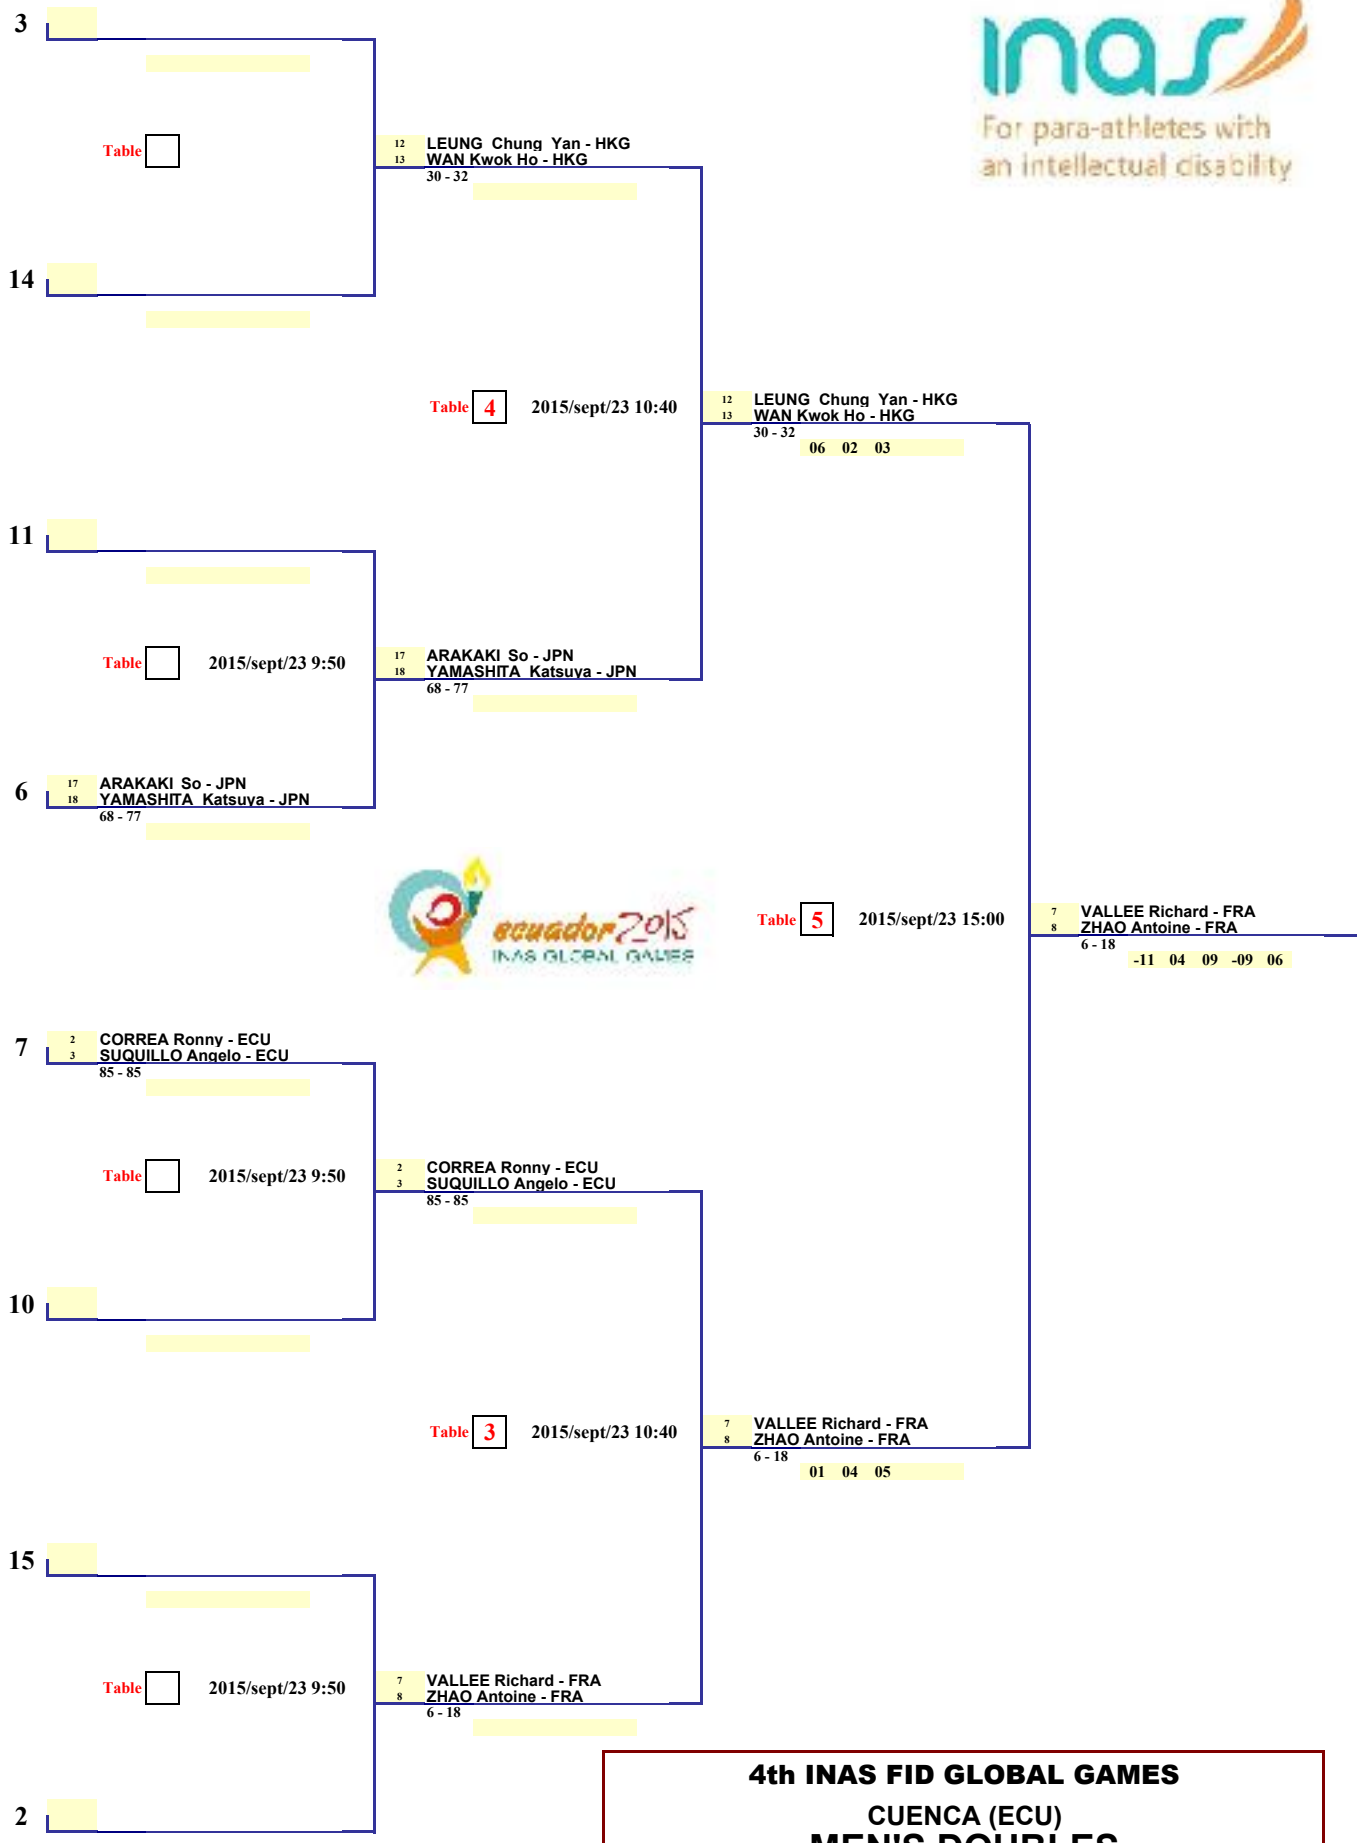 3
inas
For para-athletes with
an intellectual disability
Table
12 LEUNG Chung Yan - HKG
13 WAN Kwok Ho - HKG
30 - 32
14
Table 4 2015/sept/23 10:40
12 LEUNG Chung Yan - HKG
13 WAN Kwok Ho - HKG
30 - 32
06 02 03
11
Table 2015/sept/23 9:50
17 ARAKAKI So - JPN
18 YAMASHITA Katsuya - JPN
68 - 77
6
17 ARAKAKI So - JPN
18 YAMASHITA Katsuya - JPN
68 - 77
ecuador 2015
INAS GLOBAL GAMES
Table 5 2015/sept/23 15:00
7 VALLEE Richard - FRA
8 ZHAO Antoine - FRA
6 - 18
-11 04 09 -09 06
7
2 CORREA Ronny - ECU
3 SUQUILLO Angelo - ECU
85 - 85
Table 2015/sept/23 9:50
2 CORREA Ronny - ECU
3 SUQUILLO Angelo - ECU
85 - 85
10
Table 3 2015/sept/23 10:40
7 VALLEE Richard - FRA
8 ZHAO Antoine - FRA
6 - 18
01 04 05
15
Table 2015/sept/23 9:50
7 VALLEE Richard - FRA
8 ZHAO Antoine - FRA
6 - 18
2
4th INAS FID GLOBAL GAMES
CUENCA (ECU)
MEN'S DOUBLES